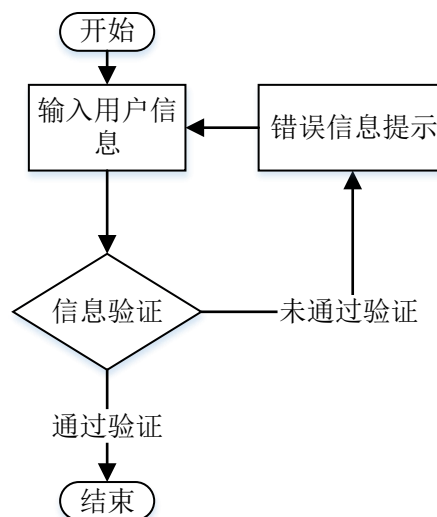 开始
输入用户信
息
错误信息提示
信息验证
未通过验证
通过验证
结束